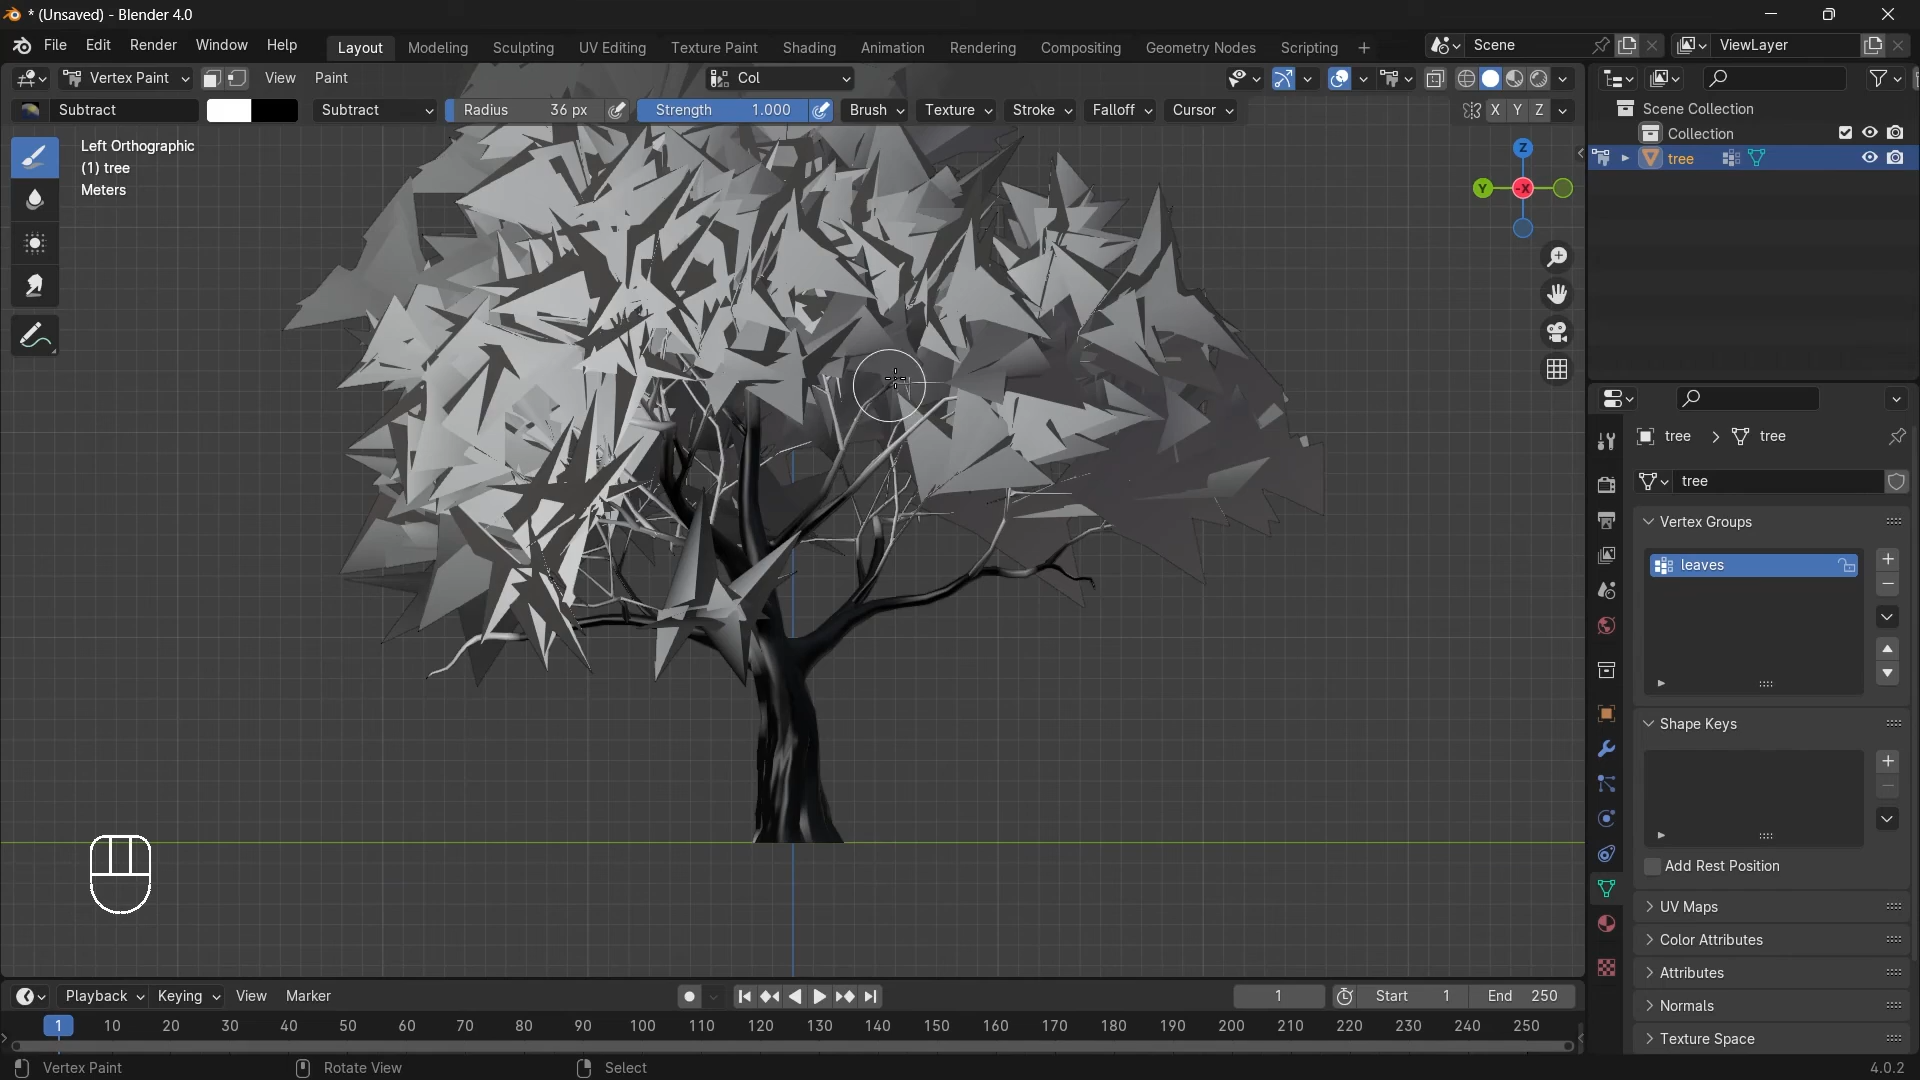 * (Unsaved) - Blender 4.0
File Edit Render Window Help
Layout Modeling Sculpting UV Editing Texture Paint Shading Animation Rendering Compositing Geometry Nodes Scripting +
Scene
ViewLayer
Vertex Paint
View Paint
Col
Subtract
Subtract
Radius 36 px
Strength 1.000
Brush Texture Stroke Falloff Cursor
X Y Z
Left Orthographic
(1) tree
Meters
Z
Y
-X
Scene Collection
Collection
tree
tree > tree
tree
Vertex Groups
leaves
Shape Keys
Add Rest Position
UV Maps
Color Attributes
Attributes
Normals
Texture Space
Playback Keying View Marker
1
Start 1
End 250
1 10 20 30 40 50 60 70 80 90 100 110 120 130 140 150 160 170 180 190 200 210 220 230 240 250
Vertex Paint
Rotate View
Select
4.0.2